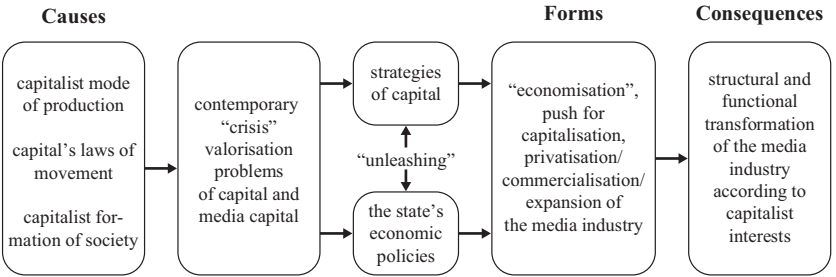 Causes
Forms
Consequences
capitalist mode
of production
capital’s laws of
movement
capitalist for-
mation of society
contemporary
“crisis”
valorisation
problems
of capital and
media capital
strategies
of capital
“unleashing”
the state’s
economic
policies
“economisation”,
push for
capitalisation,
privatisation/
commercialisation/
expansion of
the media industry
structural and
functional
transformation
of the media
industry
according to
capitalist
interests